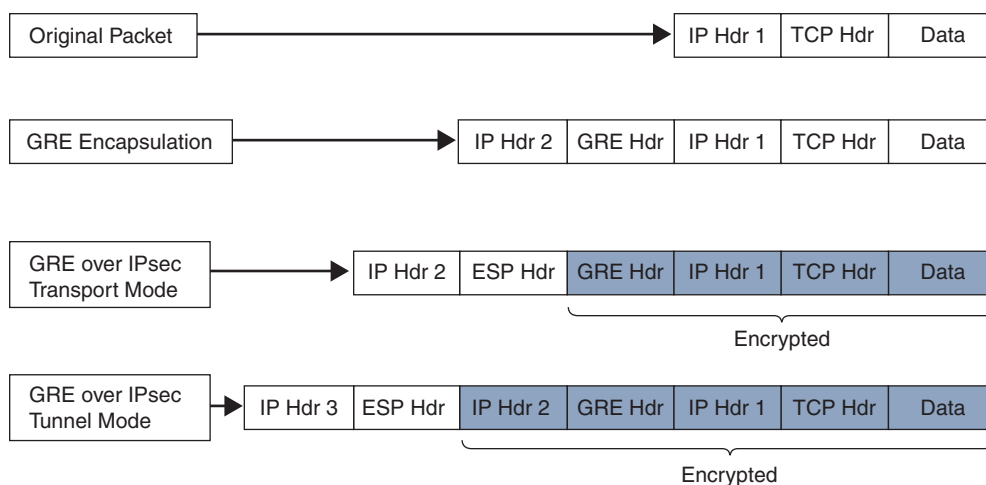 Original Packet IP Hdr 1 TCP Hdr Data
GRE Encapsulation IP Hdr 2 GRE Hdr IP Hdr 1 TCP Hdr Data
GRE over IPsec
Transport Mode
IP Hdr 2 ESP Hdr GRE Hdr IP Hdr 1 TCP Hdr Data
Encrypted
GRE over IPsec
Tunnel Mode
IP Hdr 3 ESP Hdr IP Hdr 2 GRE Hdr IP Hdr 1 TCP Hdr Data
Encrypted